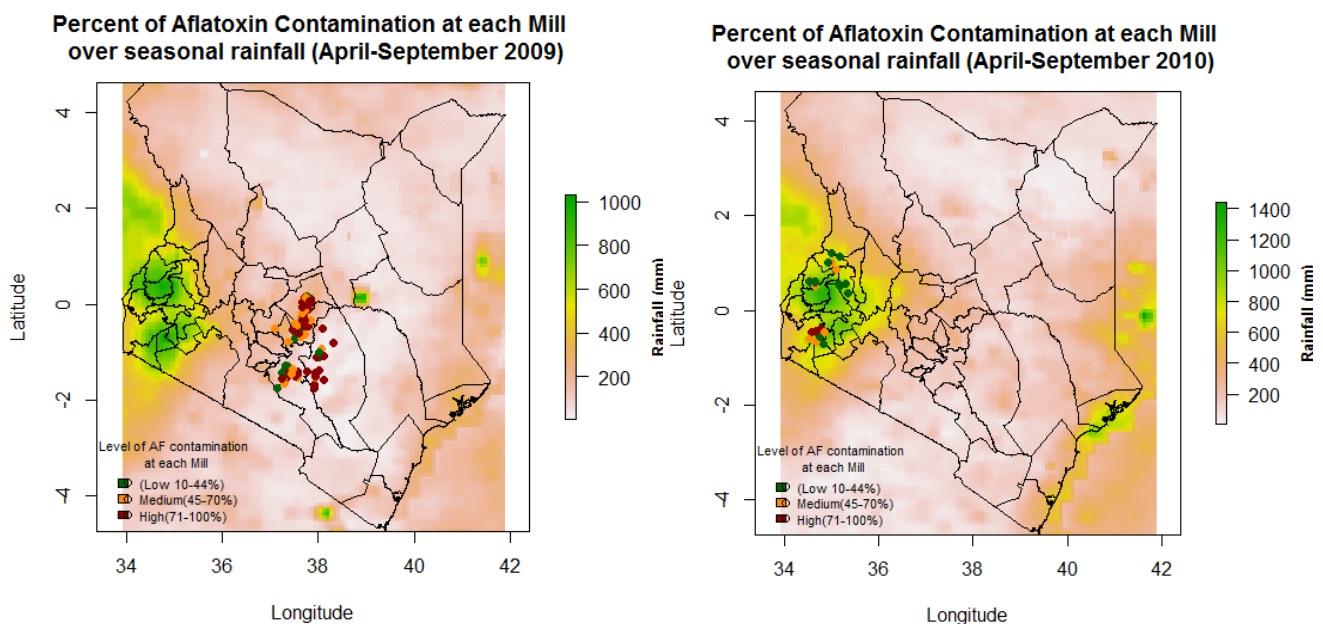 Percent of Aflatoxin Contamination at each Mill
over seasonal rainfall (April-September 2009)
4
2
0
-2
-4
Latitude
34
36
38
40
42
Longitude
1000
800
600
400
200
Rainfall (mm)
Level of AF contamination
at each Mill
(Low 10-44%)
Medium(45-70%)
High(71-100%)
Percent of Aflatoxin Contamination at each Mill
over seasonal rainfall (April-September 2010)
4
2
0
-2
-4
Latitude
34
36
38
40
42
Longitude
1400
1200
1000
800
600
400
200
Rainfall (mm)
Level of AF contamination
at each Mill
(Low 10-44%)
Medium(45-70%)
High(71-100%)